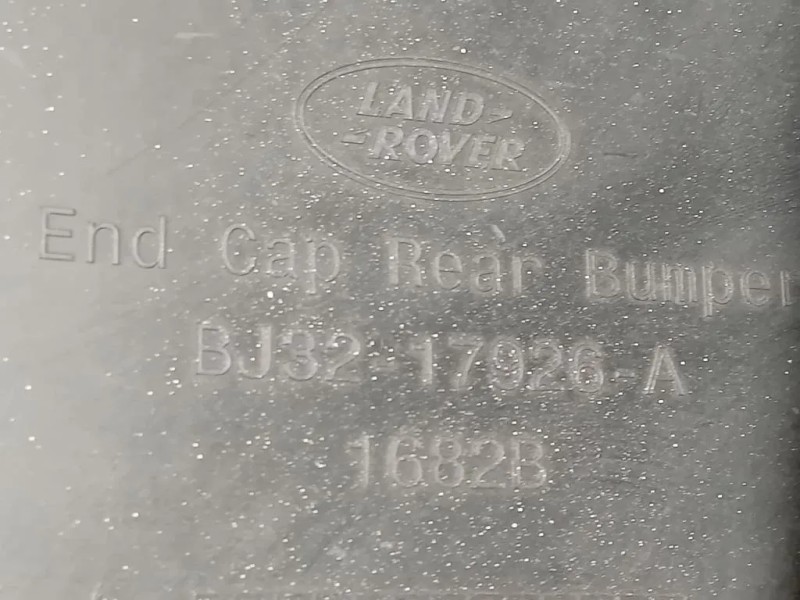 LAND
ROVER
End Cap Rear Bumper
BJ32-17926-A
1682B